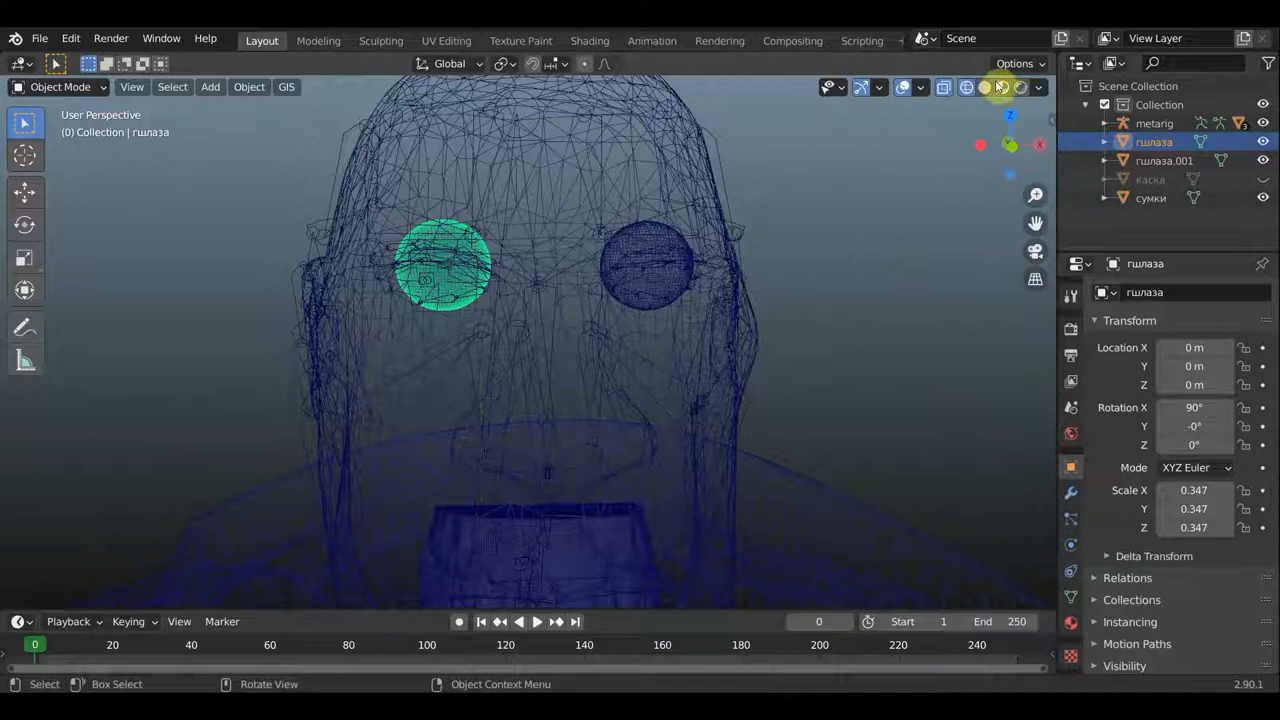 File Edit Render Window Help Layout Modeling Sculpting UV Editing Texture Paint Shading Animation Rendering Compositing Scripting Scene View Layer
Global Options
Object Mode View Select Add Object GIS
User Perspective
(0) Collection | гшлаза
Z
X
Y
Scene Collection
Collection
metarig 3
гшлаза
гшлаза.001
каска
сумки
гшлаза
гшлаза
Transform
Location X 0 m
Y 0 m
Z 0 m
Rotation X 90°
Y -0°
Z 0°
Mode XYZ Euler
Scale X 0.347
Y 0.347
Z 0.347
Delta Transform
Relations
Collections
Instancing
Motion Paths
Visibility
Playback Keying View Marker 0 Start 1 End 250
0 20 40 60 80 100 120 140 160 180 200 220 240
Select Box Select Rotate View Object Context Menu 2.90.1